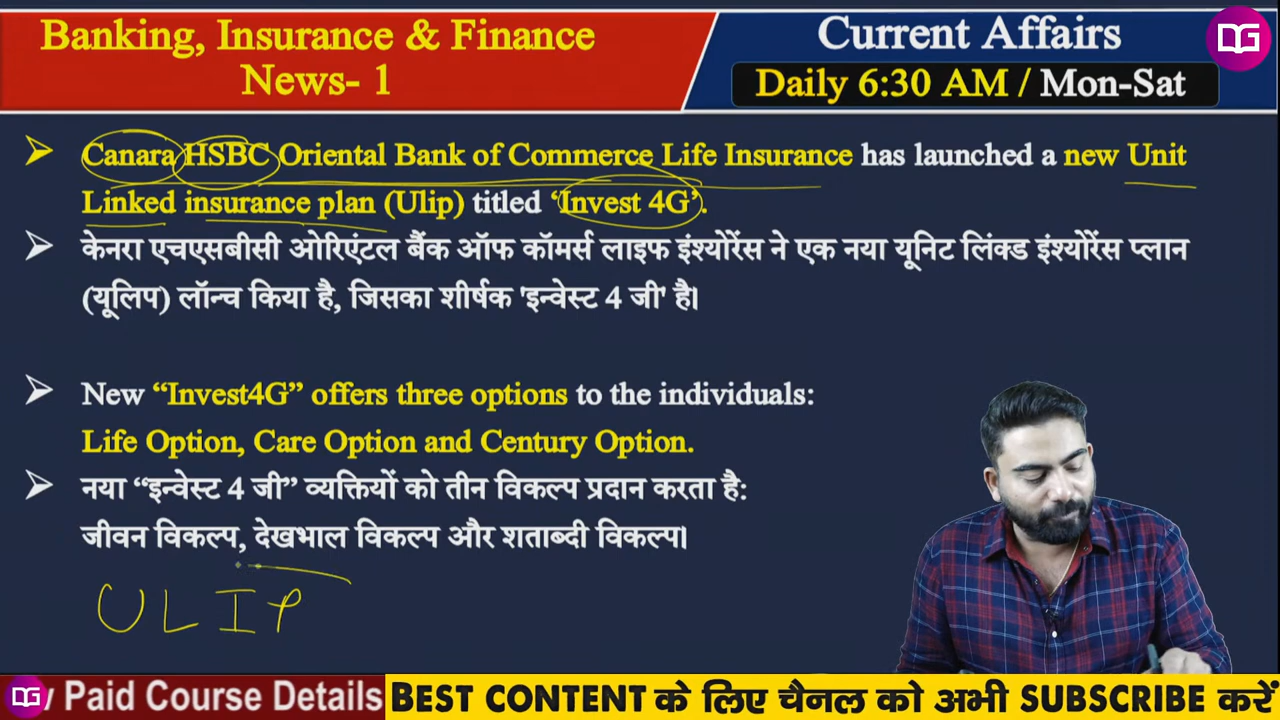 Banking, Insurance & Finance
News- 1
Current Affairs
Daily 6:30 AM / Mon-Sat
DG
Canara HSBC Oriental Bank of Commerce Life Insurance has launched a new Unit
Linked insurance plan (Ulip) titled ‘Invest 4G’.
केनरा एचएसबीसी ओरिएंटल बैंक ऑफ कॉमर्स लाइफ इंश्योरेंस ने एक नया यूनिट लिंक्ड इंश्योरेंस प्लान
(यूलिप) लॉन्च किया है, जिसका शीर्षक 'इन्वेस्ट 4 जी' है।
New “Invest4G” offers three options to the individuals:
Life Option, Care Option and Century Option.
नया “इन्वेस्ट 4 जी” व्यक्तियों को तीन विकल्प प्रदान करता है:
जीवन विकल्प, देखभाल विकल्प और शताब्दी विकल्प।
ULIP
DG
Paid Course Details
BEST CONTENT के लिए चैनल को अभी SUBSCRIBE करें